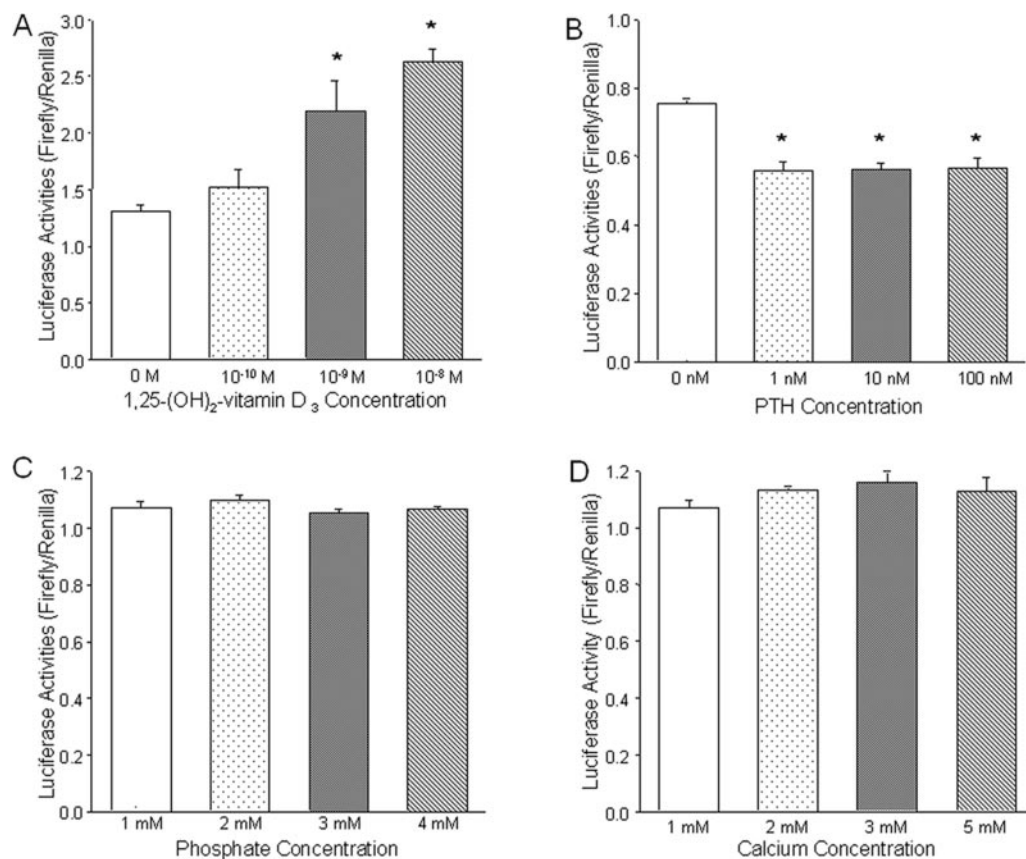 A
Luciferase Activities (Firefly/Renilla)
3.0
2.5
2.0
1.5
1.0
0.5
0.0
*
*
0 M
10⁻¹⁰ M
10⁻⁹ M
10⁻⁸ M
1,25-(OH)₂-vitamin D ₃ Concentration
B
Luciferase Activities (Firefly/Renilla)
1.0
0.8
0.6
0.4
0.2
0.0
*
*
*
0 nM
1 nM
10 nM
100 nM
PTH Concentration
C
Luciferase Activities (Firefly/Renilla)
1.2
1.0
0.8
0.6
0.4
0.2
0.0
1 mM
2 mM
3 mM
4 mM
Phosphate Concentration
D
Luciferase Activity (Firefly/Renilla)
1.2
1.0
0.8
0.6
0.4
0.2
0.0
1 mM
2 mM
3 mM
5 mM
Calcium Concentration